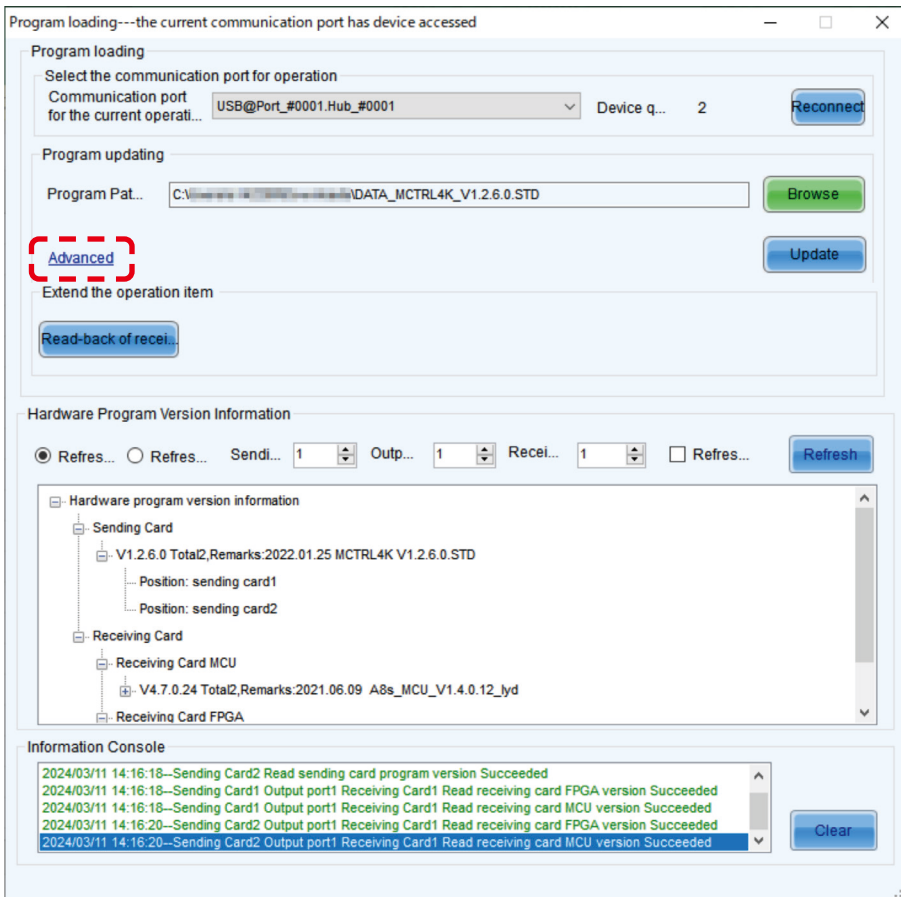 Program loading---the current communication port has device accessed
Program loading
Select the communication port for operation
Communication port
for the current operati...
USB@Port_#0001.Hub_#0001
Device q... 2
Reconnect
Program updating
Program Pat...
C:\ \DATA_MCTRL4K_V1.2.6.0.STD
Browse
Advanced
Update
Extend the operation item
Read-back of recei...
Hardware Program Version Information
Refres... Refres... Sendi... 1 Outp... 1 Recei... 1 Refres... Refresh
Hardware program version information
Sending Card
V1.2.6.0 Total2,Remarks:2022.01.25 MCTRL4K V1.2.6.0.STD
Position: sending card1
Position: sending card2
Receiving Card
Receiving Card MCU
V4.7.0.24 Total2,Remarks:2021.06.09 A8s_MCU_V1.4.0.12_lyd
Receiving Card FPGA
Information Console
2024/03/11 14:16:18--Sending Card2 Read sending card program version Succeeded
2024/03/11 14:16:18--Sending Card1 Output port1 Receiving Card1 Read receiving card FPGA version Succeeded
2024/03/11 14:16:18--Sending Card1 Output port1 Receiving Card1 Read receiving card MCU version Succeeded
2024/03/11 14:16:20--Sending Card2 Output port1 Receiving Card1 Read receiving card FPGA version Succeeded
2024/03/11 14:16:20--Sending Card2 Output port1 Receiving Card1 Read receiving card MCU version Succeeded
Clear